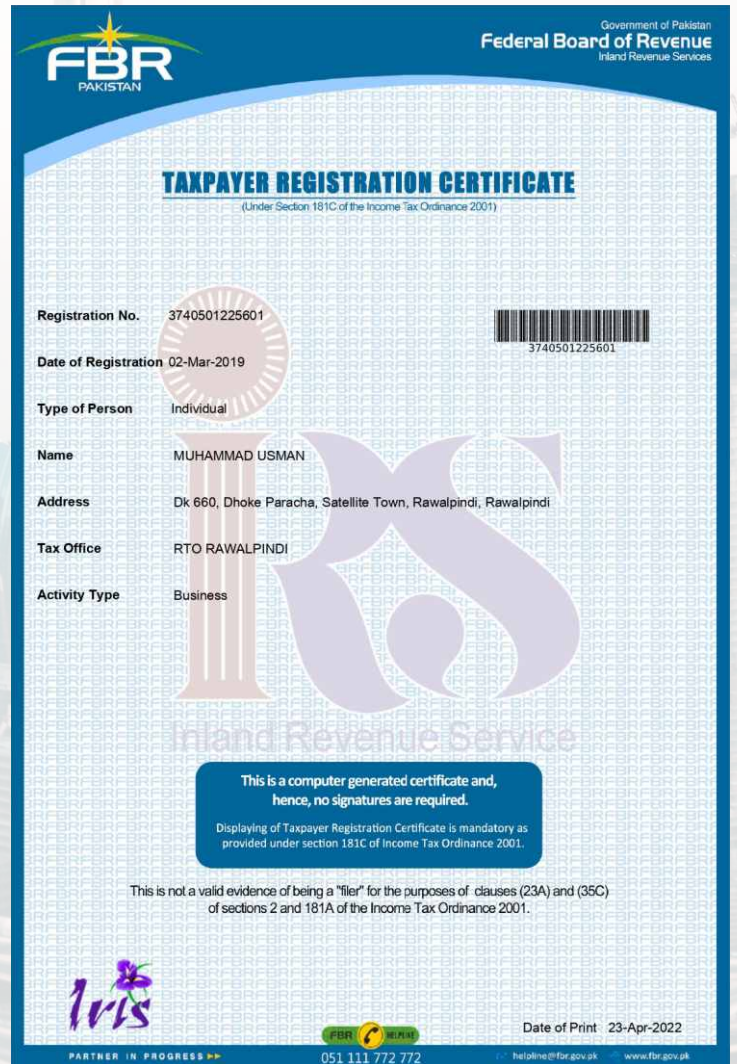 FBR
PAKISTAN
Government of Pakistan
Federal Board of Revenue
Inland Revenue Services
TAXPAYER REGISTRATION CERTIFICATE
(Under Section 181C of the Income Tax Ordinance 2001)
Registration No. 3740501225601
3740501225601
Date of Registration 02-Mar-2019
Type of Person Individual
Name MUHAMMAD USMAN
Address Dk 660, Dhoke Paracha, Satellite Town, Rawalpindi, Rawalpindi
Tax Office RTO RAWALPINDI
Activity Type Business
IRS
Inland Revenue Service
This is a computer generated certificate and,
hence, no signatures are required.
Displaying of Taxpayer Registration Certificate is mandatory as
provided under section 181C of Income Tax Ordinance 2001.
This is not a valid evidence of being a "filer" for the purposes of clauses (23A) and (35C)
of sections 2 and 181A of the Income Tax Ordinance 2001.
Iris
PARTNER IN PROGRESS
FBR HELPLINE
051 111 772 772
Date of Print 23-Apr-2022
helpline@fbr.gov.pk www.fbr.gov.pk